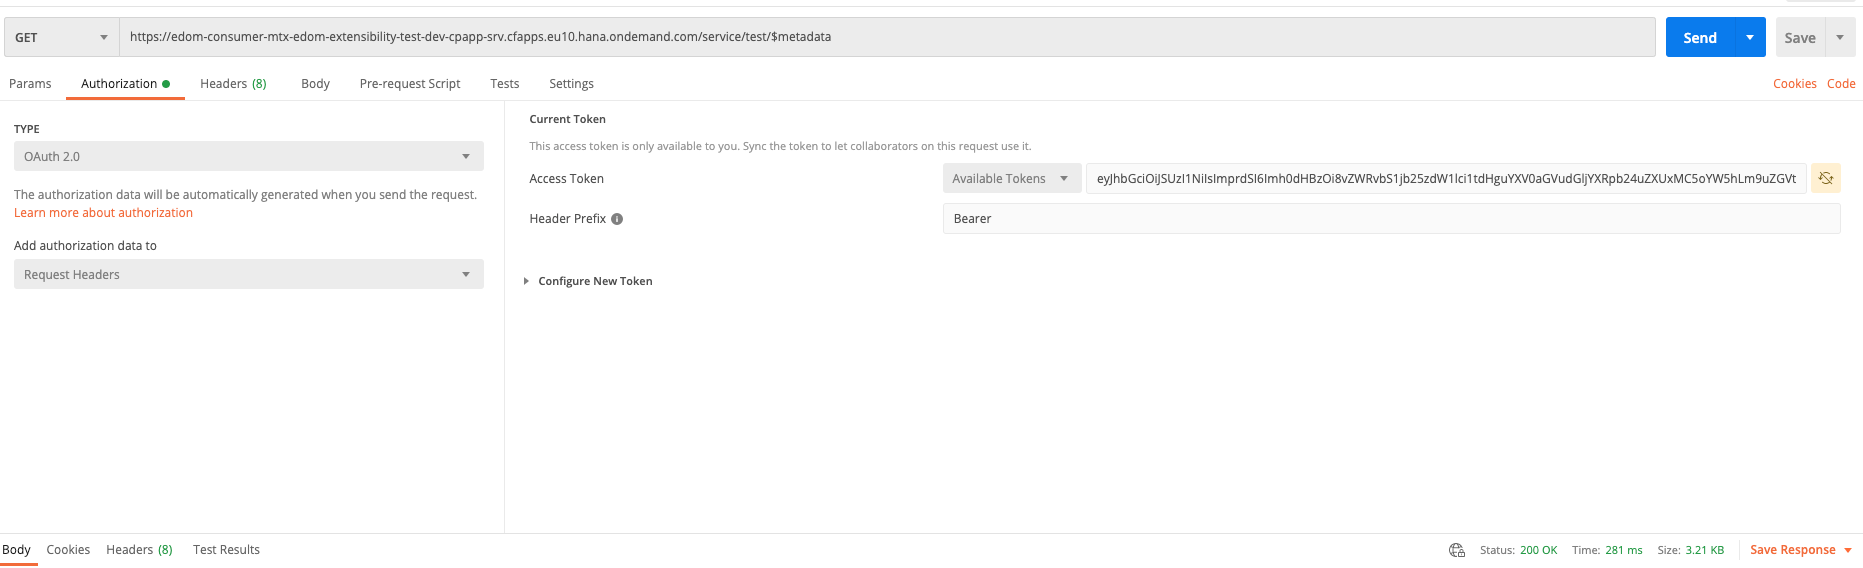 GET https://edom-consumer-mtx-edom-extensibility-test-dev-cpapp-srv.cfapps.eu10.hana.ondemand.com/service/test/$metadata Send Save
Params Authorization Headers (8) Body Pre-request Script Tests Settings Cookies Code
TYPE
OAuth 2.0
The authorization data will be automatically generated when you send the request.
Learn more about authorization
Add authorization data to
Request Headers
Current Token
This access token is only available to you. Sync the token to let collaborators on this request use it.
Access Token Available Tokens eyJhbGciOiJSUzI1NiIsImprdSI6Imh0dHBzOi8vZWRvbS1jb25zdW1lci1tdHguYXV0aGVudGljYXRpb24uZXUxMC5oYW5hLm9uZGVt
Header Prefix Bearer
Configure New Token
Body Cookies Headers (8) Test Results Status: 200 OK Time: 281 ms Size: 3.21 KB Save Response